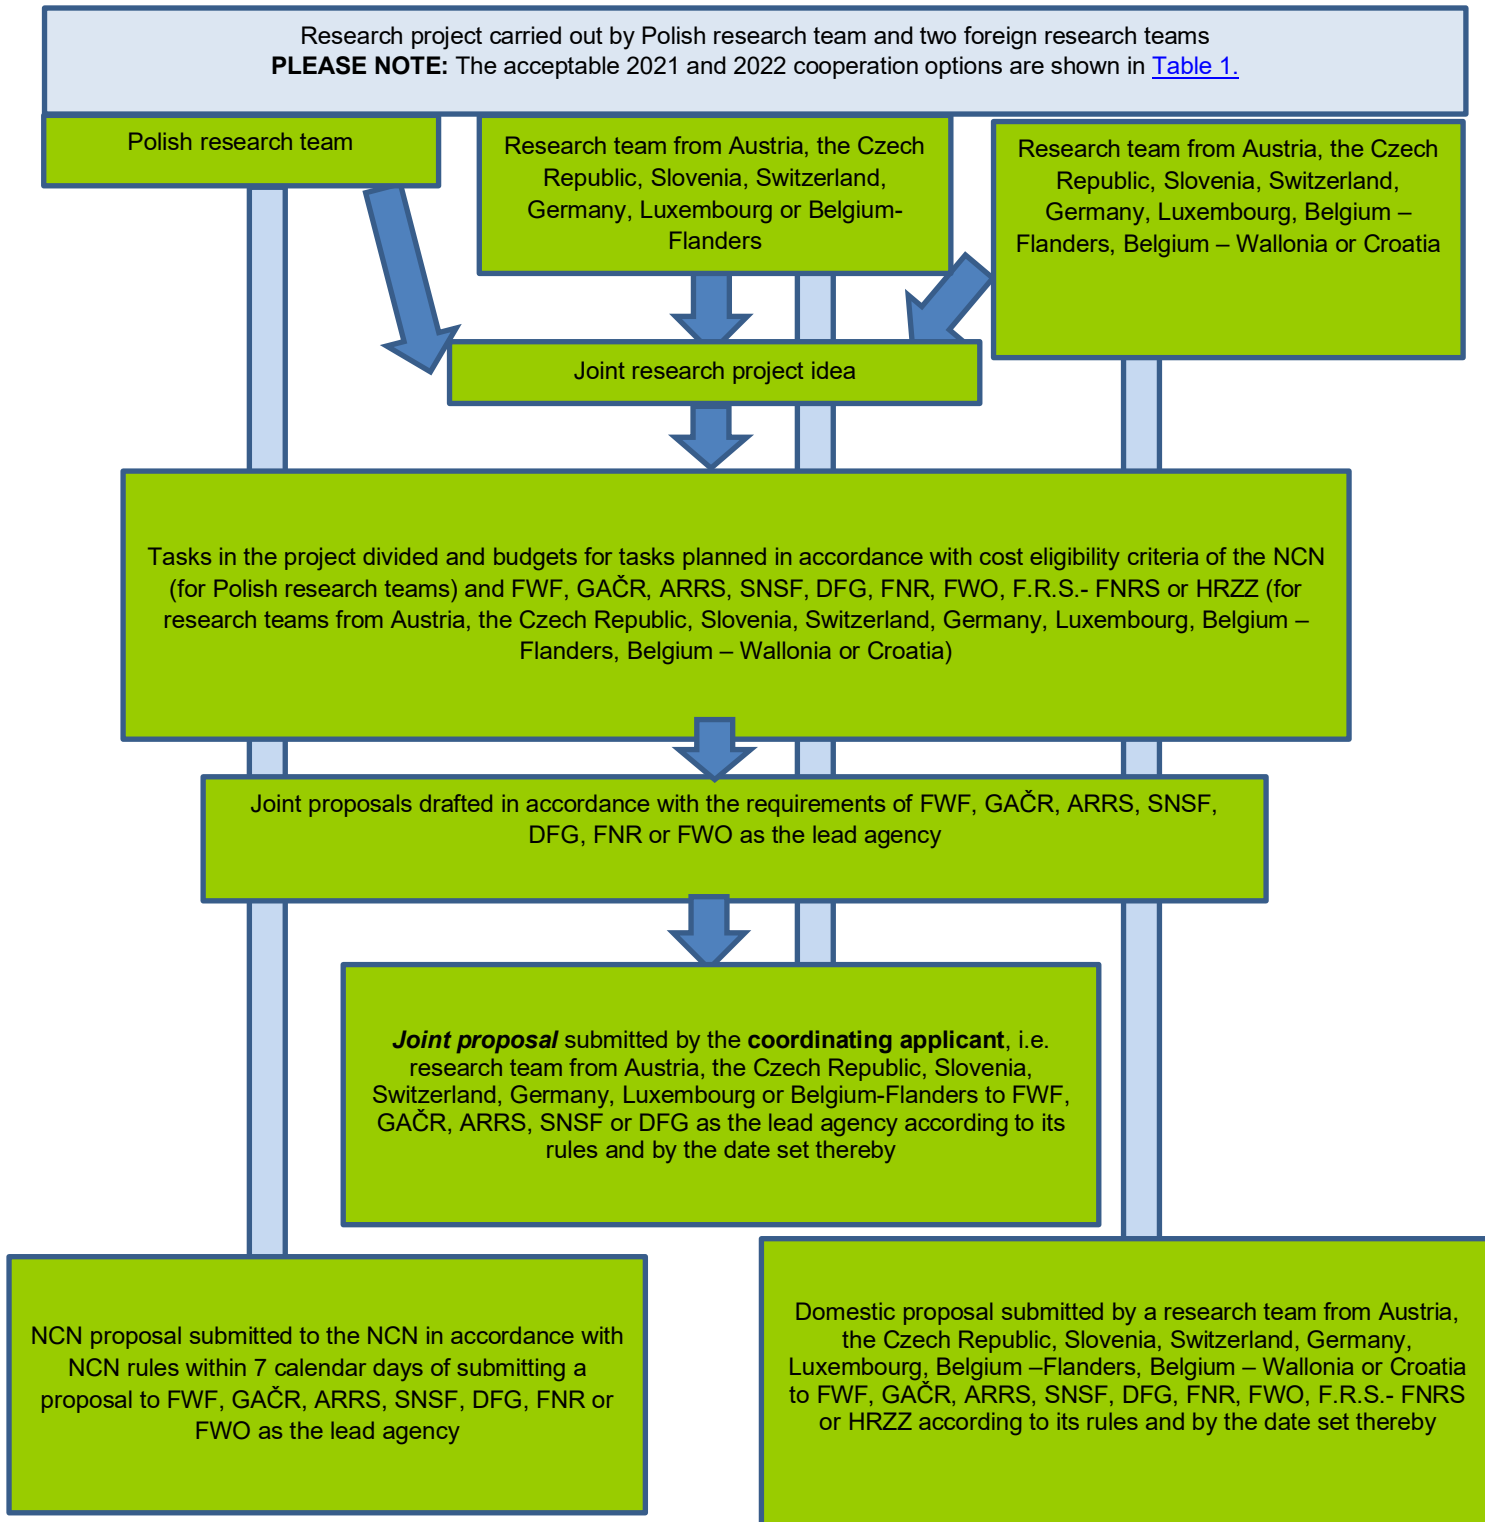 Research project carried out by Polish research team and two foreign research teams
PLEASE NOTE: The acceptable 2021 and 2022 cooperation options are shown in Table 1.
Polish research team
Research team from Austria, the Czech
Republic, Slovenia, Switzerland,
Germany, Luxembourg or Belgium-
Flanders
Research team from Austria, the Czech
Republic, Slovenia, Switzerland,
Germany, Luxembourg, Belgium –
Flanders, Belgium – Wallonia or Croatia
Joint research project idea
Tasks in the project divided and budgets for tasks planned in accordance with cost eligibility criteria of the NCN
(for Polish research teams) and FWF, GAČR, ARRS, SNSF, DFG, FNR, FWO, F.R.S.- FNRS or HRZZ (for
research teams from Austria, the Czech Republic, Slovenia, Switzerland, Germany, Luxembourg, Belgium –
Flanders, Belgium – Wallonia or Croatia)
Joint proposals drafted in accordance with the requirements of FWF, GAČR, ARRS, SNSF,
DFG, FNR or FWO as the lead agency
Joint proposal submitted by the coordinating applicant, i.e.
research team from Austria, the Czech Republic, Slovenia,
Switzerland, Germany, Luxembourg or Belgium-Flanders to FWF,
GAČR, ARRS, SNSF or DFG as the lead agency according to its
rules and by the date set thereby
NCN proposal submitted to the NCN in accordance with
NCN rules within 7 calendar days of submitting a
proposal to FWF, GAČR, ARRS, SNSF, DFG, FNR or
FWO as the lead agency
Domestic proposal submitted by a research team from Austria,
the Czech Republic, Slovenia, Switzerland, Germany,
Luxembourg, Belgium –Flanders, Belgium – Wallonia or Croatia
to FWF, GAČR, ARRS, SNSF, DFG, FNR, FWO, F.R.S.- FNRS
or HRZZ according to its rules and by the date set thereby